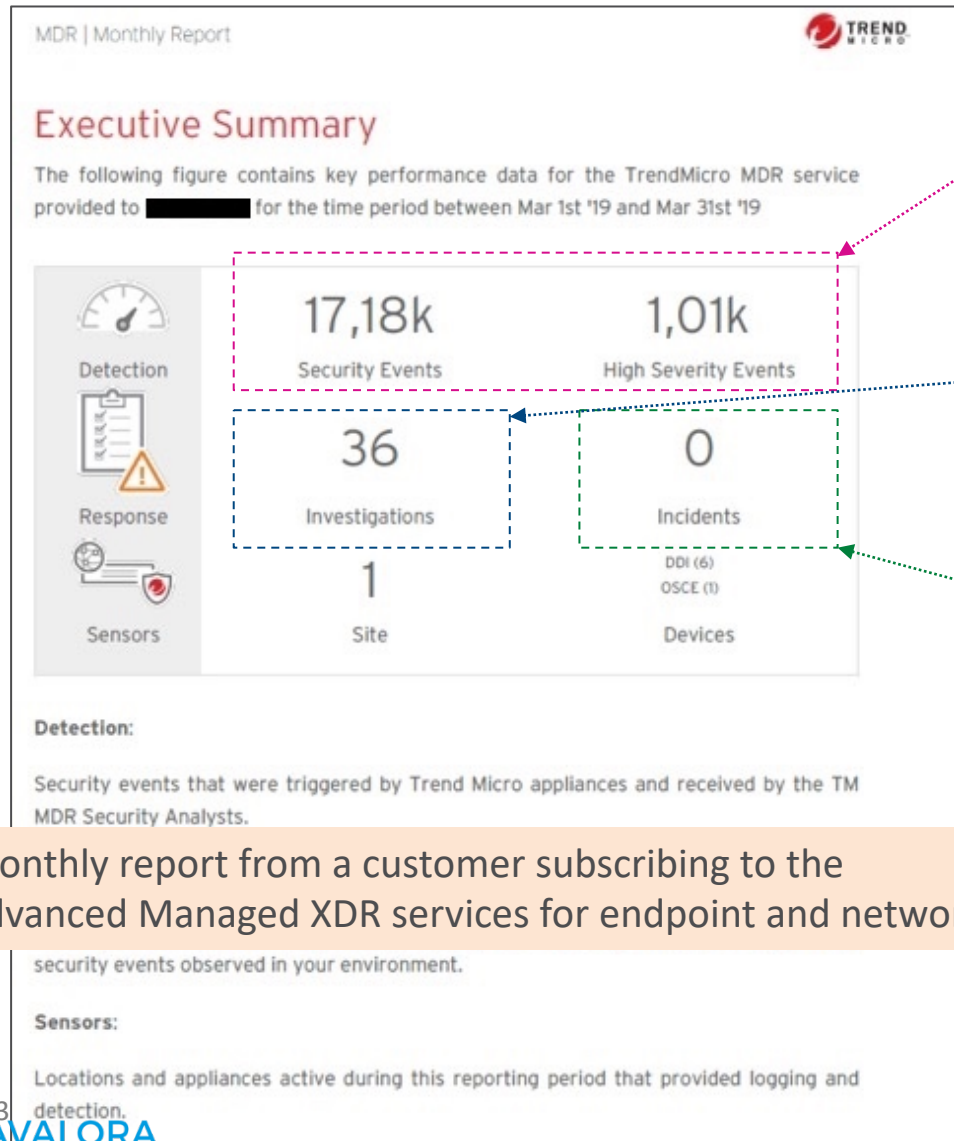 MDR | Monthly Report
TREND
MICRO
Executive Summary
The following figure contains key performance data for the TrendMicro MDR service
provided to for the time period between Mar 1st '19 and Mar 31st '19
17,18k
1,01k
Detection
Security Events
High Severity Events
36
0
Response
Investigations
Incidents
1
DDI (6)
OSCE (1)
Sensors
Site
Devices
Detection:
Security events that were triggered by Trend Micro appliances and received by the TM
MDR Security Analysts.
onthly report from a customer subscribing to the
dvanced Managed XDR services for endpoint and netwo
security events observed in your environment.
Sensors:
Locations and appliances active during this reporting period that provided logging and
3
detection.
AVALORA